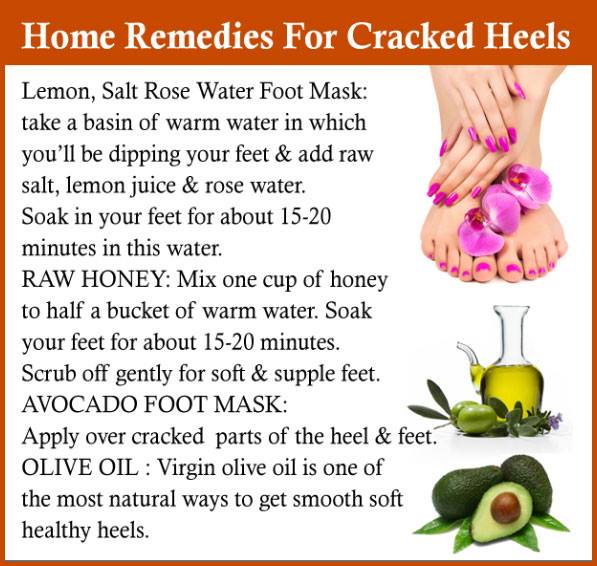 Home Remedies For Cracked Heels
Lemon, Salt Rose Water Foot Mask:
take a basin of warm water in which
you’ll be dipping your feet & add raw
salt, lemon juice & rose water.
Soak in your feet for about 15-20
minutes in this water.
RAW HONEY: Mix one cup of honey
to half a bucket of warm water. Soak
your feet for about 15-20 minutes.
Scrub off gently for soft & supple feet.
AVOCADO FOOT MASK:
Apply over cracked parts of the heel & feet.
OLIVE OIL : Virgin olive oil is one of
the most natural ways to get smooth soft
healthy heels.